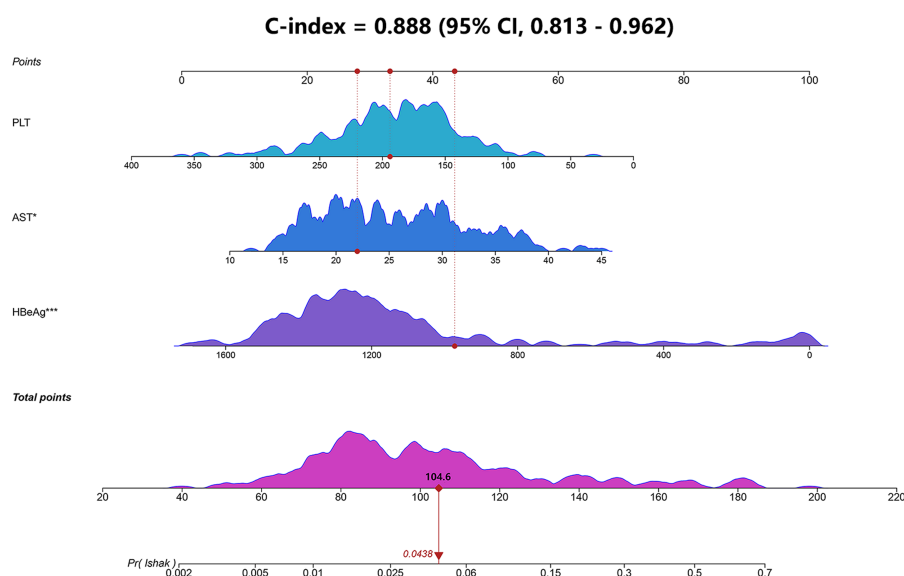 C-index = 0.888 (95% CI, 0.813 - 0.962)
Points
0 20 40 60 80 100
PLT
400 350 300 250 200 150 100 50 0
AST*
10 15 20 25 30 35 40 45
HBeAg***
1600 1200 800 400 0
Total points
104.6
20 40 60 80 100 120 140 160 180 200 220
0.0438
Pr( Ishak )
0.002 0.005 0.01 0.025 0.06 0.15 0.3 0.5 0.7